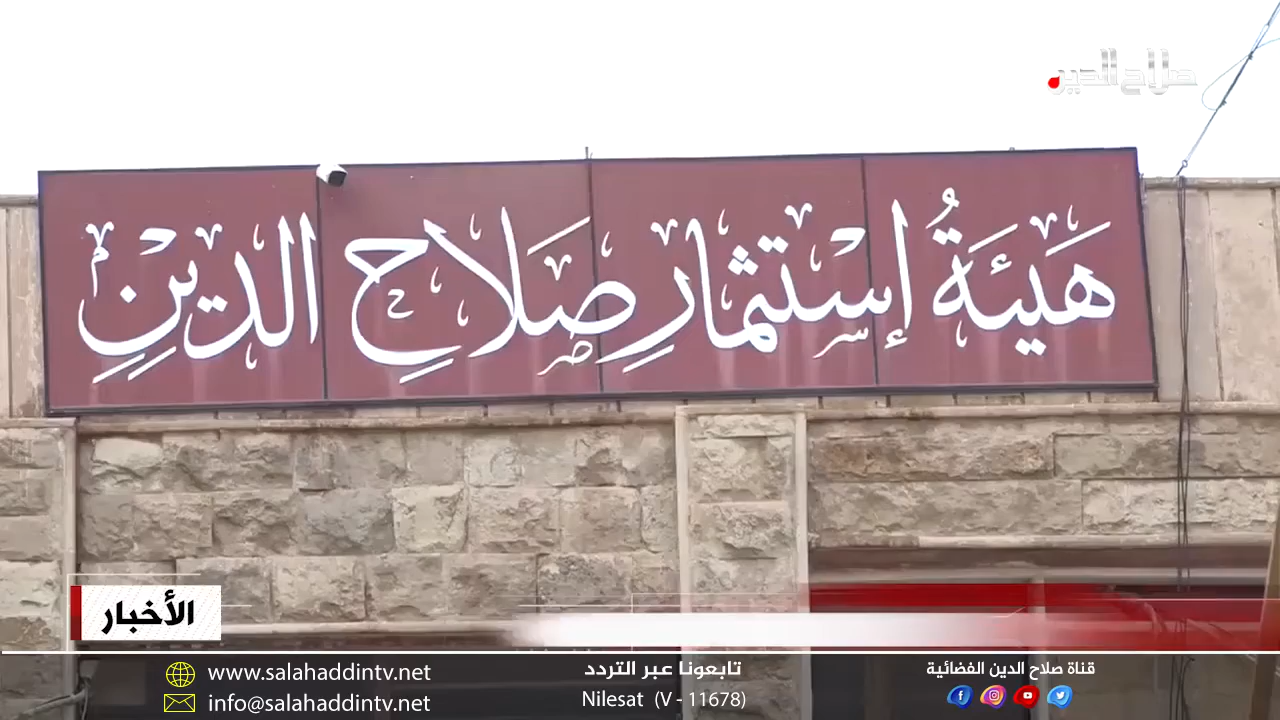 صلاح الدين
هَيئَةُ إستثمارِ صَلاحِ الدينِ
الأخبار
قناة صلاح الدين الفضائية
تابعونا عبر التردد
Nilesat (V - 11678)
www.salahaddintv.net
info@salahaddintv.net